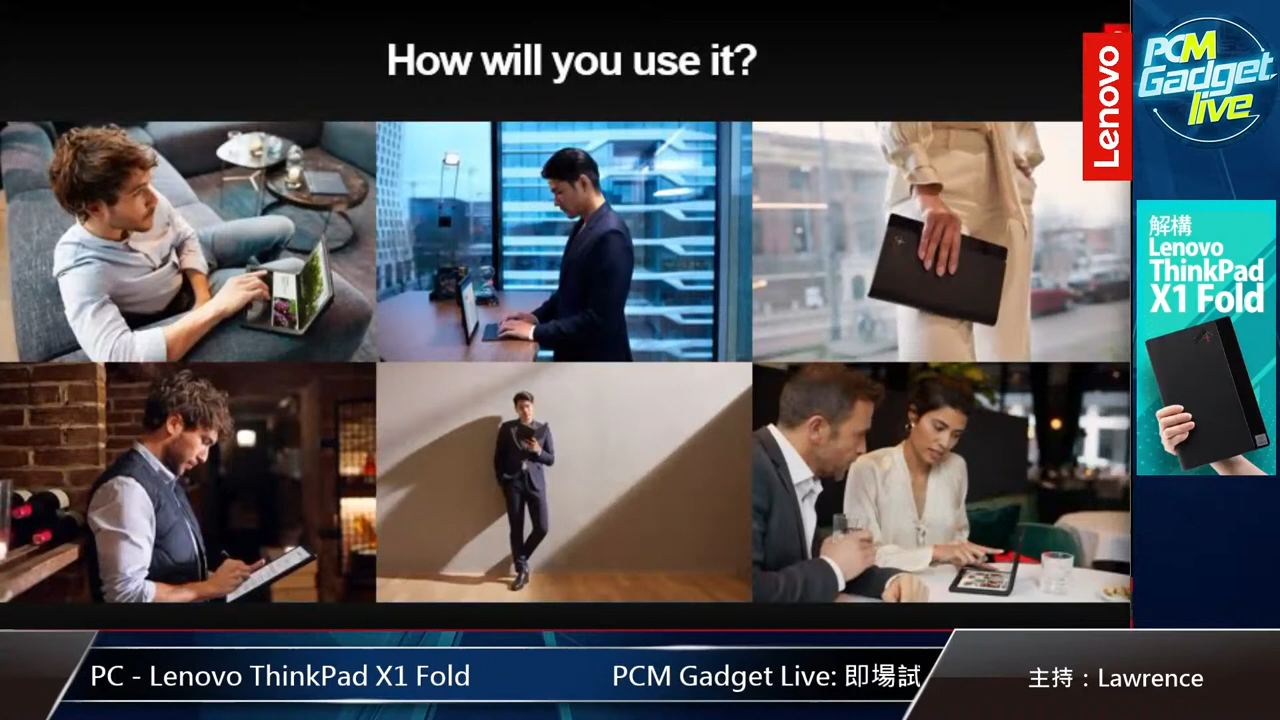 How will you use it?
Lenovo
PCM
Gadget
live
解構
Lenovo
ThinkPad
X1 Fold
PC - Lenovo ThinkPad X1 Fold
PCM Gadget Live: 即場試
主持：Lawrence